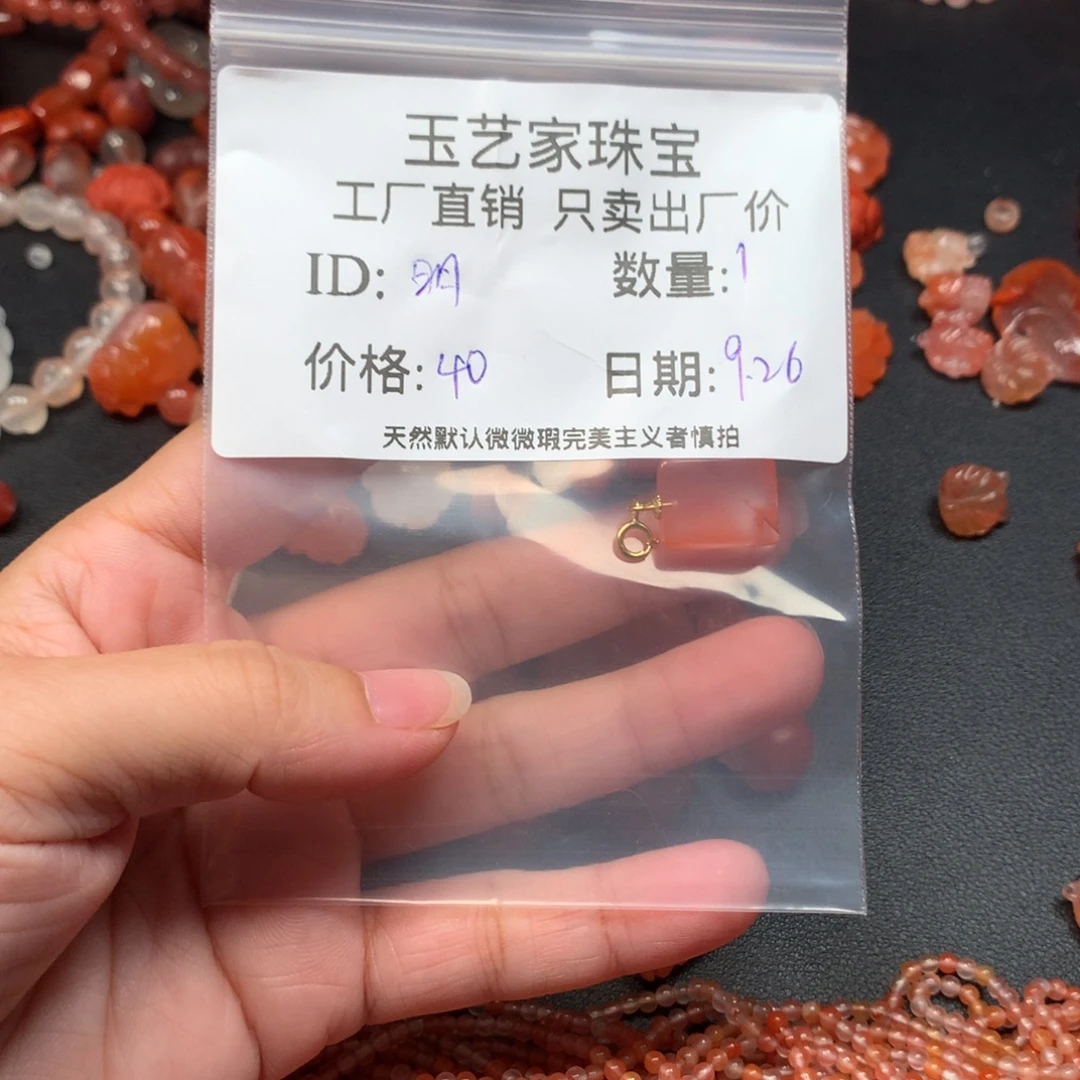 玉艺家珠宝
工厂直销 只卖出厂价
ID: 明 数量:1
价格:40 日期:9.26
天然默认微微瑕完美主义者慎拍